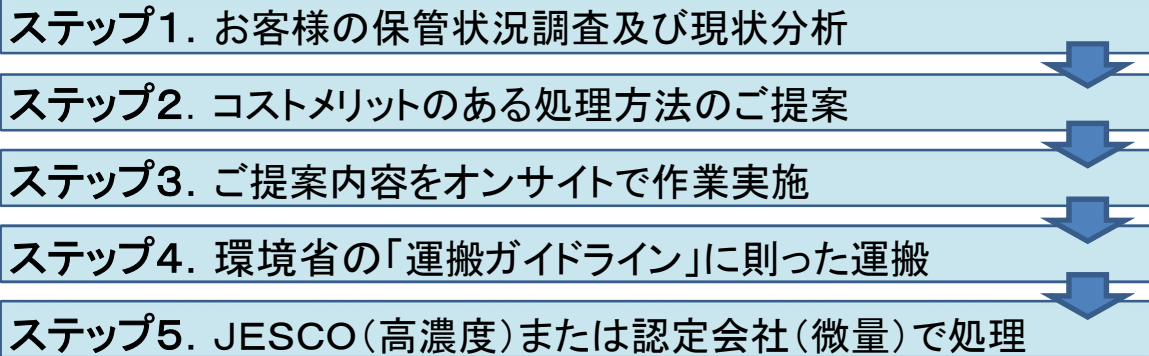 ステップ1. お客様の保管状況調査及び現状分析
ステップ2. コストメリットのある処理方法のご提案
ステップ3. ご提案内容をオンサイトで作業実施
ステップ4. 環境省の｢運搬ガイドライン｣に則った運搬
ステップ5. JESCO(高濃度)または認定会社(微量)で処理